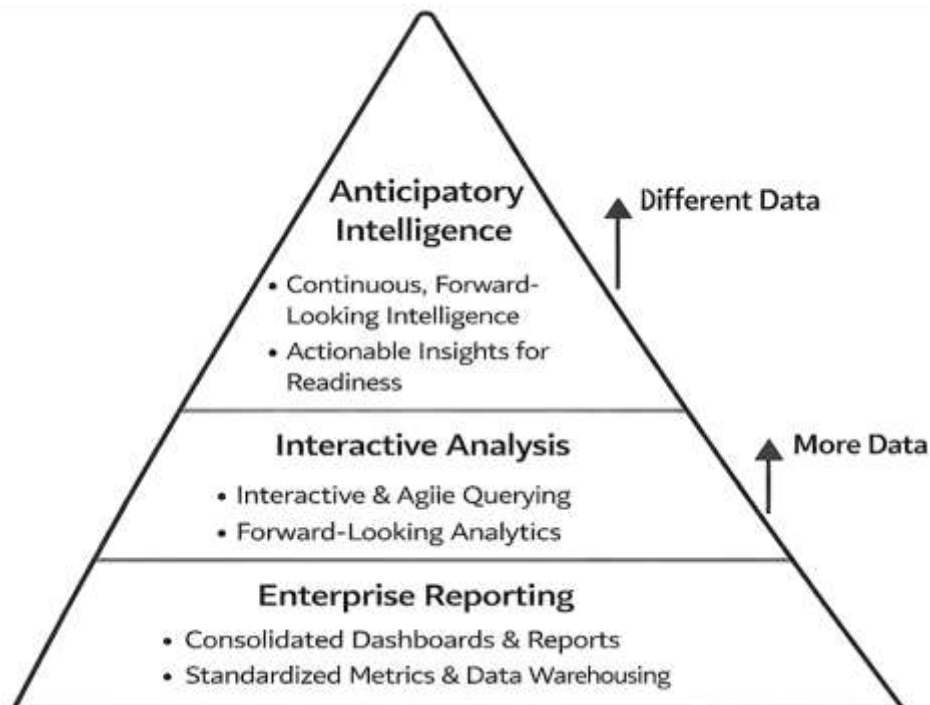 Anticipatory
Intelligence
• Continuous, Forward-
Looking Intelligence
• Actionable Insights for
Readiness
Different Data
Interactive Analysis
• Interactive & Agile Querying
• Forward-Looking Analytics
More Data
Enterprise Reporting
• Consolidated Dashboards & Reports
• Standardized Metrics & Data Warehousing